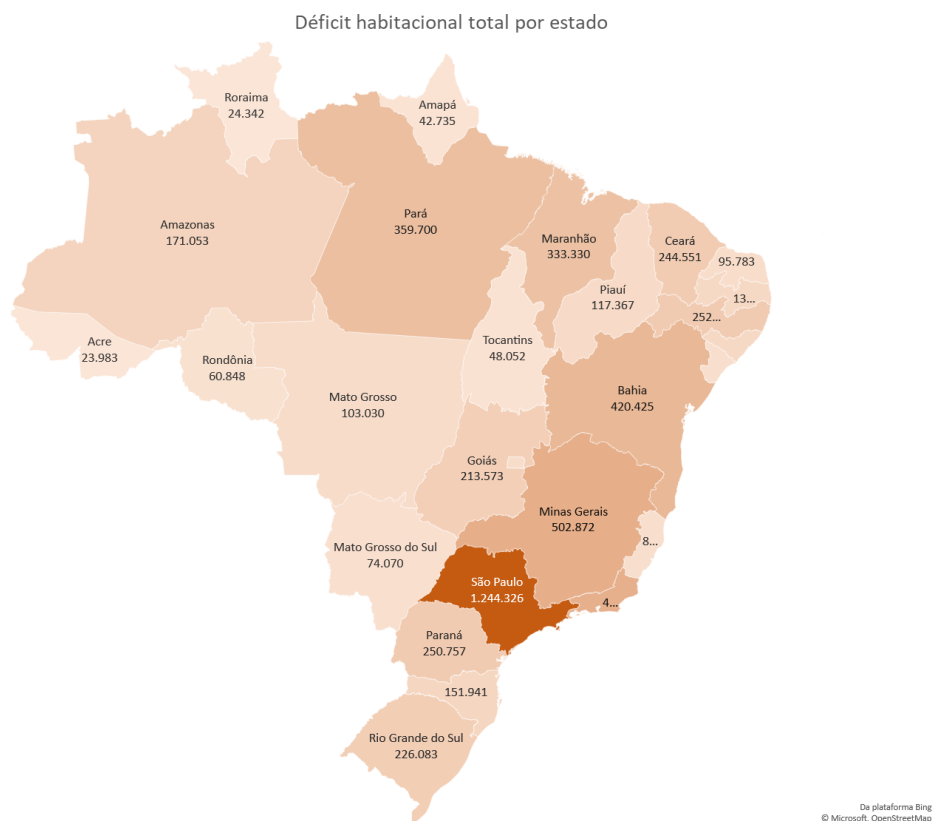 Déficit habitacional total por estado
Roraima
24.342
Amapá
42.735
Amazonas
171.053
Pará
359.700
Maranhão
333.330
Ceará
244.551
95.783
Piauí
117.367
13...
252...
Acre
23.983
Rondônia
60.848
Tocantins
48.052
Mato Grosso
103.030
Bahia
420.425
Goiás
213.573
Minas Gerais
502.872
8...
Mato Grosso do Sul
74.070
São Paulo
1.244.326
4...
Paraná
250.757
151.941
Rio Grande do Sul
226.083
Da plataforma Bing
© Microsoft, OpenStreetMap